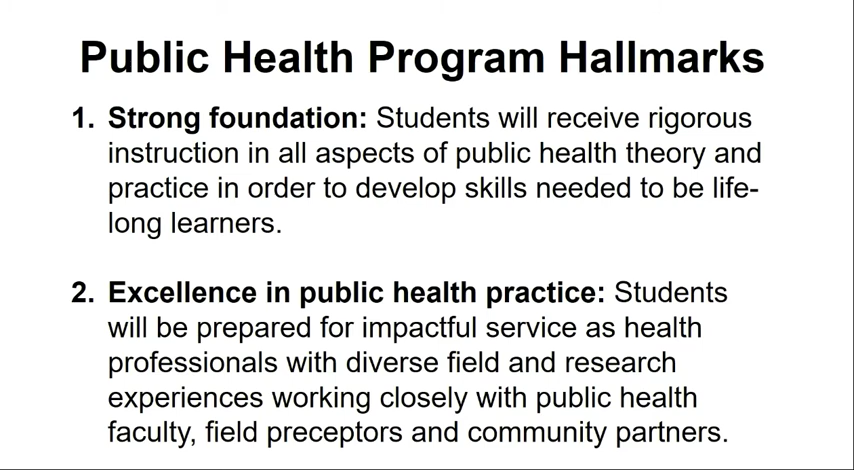 Public Health Program Hallmarks
1. Strong foundation: Students will receive rigorous
instruction in all aspects of public health theory and
practice in order to develop skills needed to be life-
long learners.
2. Excellence in public health practice: Students
will be prepared for impactful service as health
professionals with diverse field and research
experiences working closely with public health
faculty, field preceptors and community partners.